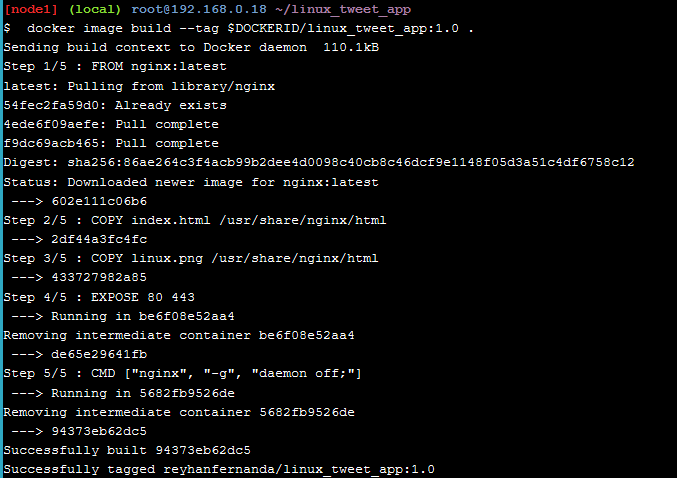 [node1] (local) root@192.168.0.18 ~/linux_tweet_app
$  docker image build --tag $DOCKERID/linux_tweet_app:1.0 .
Sending build context to Docker daemon  110.1kB
Step 1/5 : FROM nginx:latest
latest: Pulling from library/nginx
54fec2fa59d0: Already exists
4ede6f09aefe: Pull complete
f9dc69acb465: Pull complete
Digest: sha256:86ae264c3f4acb99b2dee4d0098c40cb8c46dcf9e1148f05d3a51c4df6758c12
Status: Downloaded newer image for nginx:latest
 ---> 602e111c06b6
Step 2/5 : COPY index.html /usr/share/nginx/html
 ---> 2df44a3fc4fc
Step 3/5 : COPY linux.png /usr/share/nginx/html
 ---> 433727982a85
Step 4/5 : EXPOSE 80 443
 ---> Running in be6f08e52aa4
Removing intermediate container be6f08e52aa4
 ---> de65e29641fb
Step 5/5 : CMD ["nginx", "-g", "daemon off;"]
 ---> Running in 5682fb9526de
Removing intermediate container 5682fb9526de
 ---> 94373eb62dc5
Successfully built 94373eb62dc5
Successfully tagged reyhanfernanda/linux_tweet_app:1.0